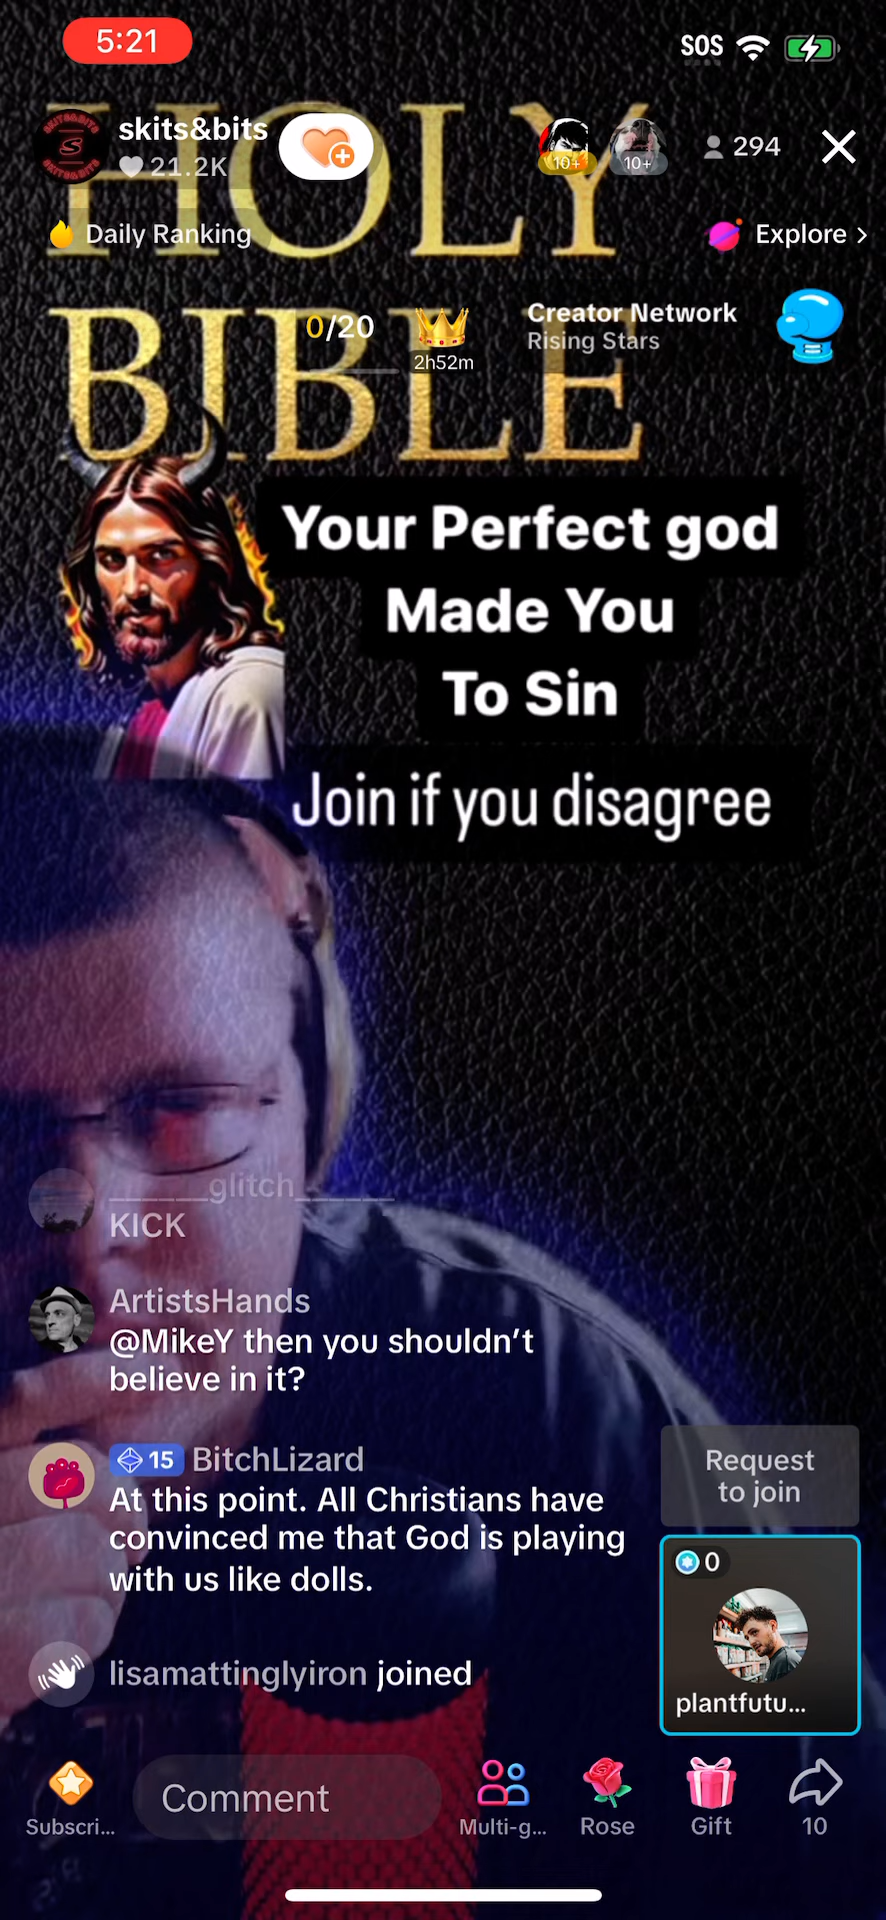 5:21
SOS
HOLY
skits&bits
21.2K
10+
10+
294
Daily Ranking
Explore >
BIBLE
0/20
2h52m
Creator Network
Rising Stars
Your Perfect god
Made You
To Sin
Join if you disagree
______glitch______
KICK
ArtistsHands
@MikeY then you shouldn't
believe in it?
15 BitchLizard
At this point. All Christians have
convinced me that God is playing
with us like dolls.
Request
to join
0
plantfutu...
lisamattinglyiron joined
Comment
Subscri...
Multi-g...
Rose
Gift
10